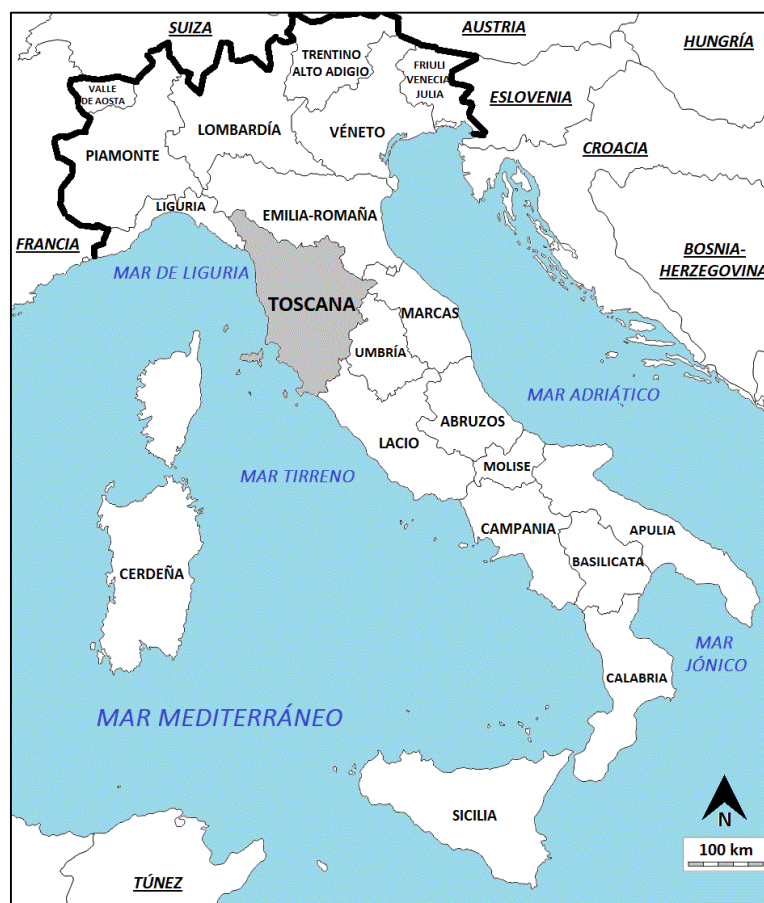 SUIZA
AUSTRIA
HUNGRÍA
TRENTINO
ALTO ADIGIO
FRIULI
VENECIA
JULIA
VALLE
DE AOSTA
ESLOVENIA
LOMBARDÍA
VÉNETO
PIAMONTE
CROACIA
LIGURIA
EMILIA-ROMAÑA
FRANCIA
BOSNIA-
HERZEGOVINA
MAR DE LIGURIA
TOSCANA
MARCAS
UMBRÍA
MAR ADRIÁTICO
ABRUZOS
LACIO
MOLISE
MAR TIRRENO
CAMPANIA
APULIA
BASILICATA
CERDEÑA
MAR
JÓNICO
CALABRIA
MAR MEDITERRÁNEO
SICILIA
N
100 km
TÚNEZ